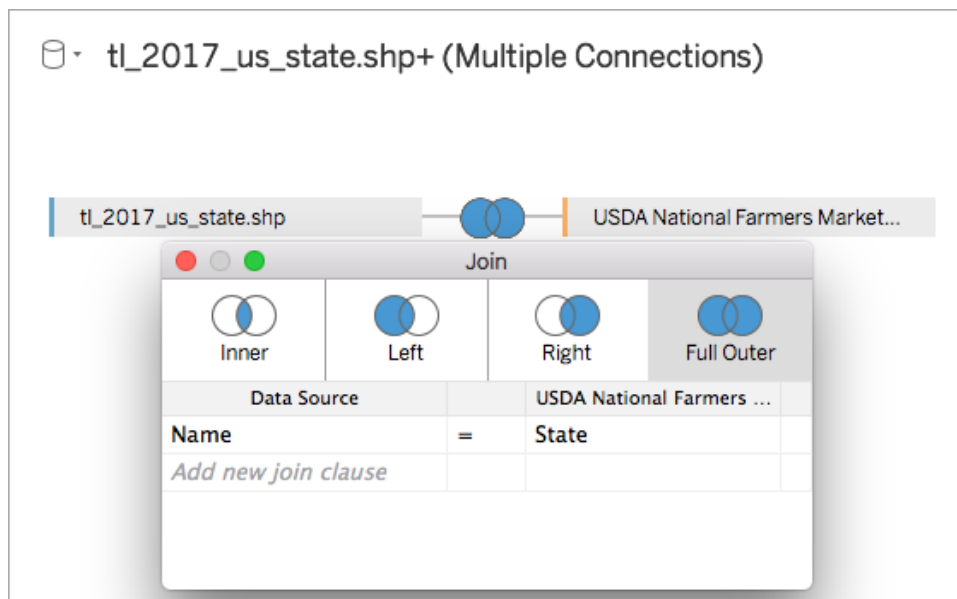 tl_2017_us_state.shp+ (Multiple Connections)
tl_2017_us_state.shp
USDA National Farmers Market...
Join
Inner
Left
Right
Full Outer
Data Source
USDA National Farmers ...
Name
=
State
Add new join clause